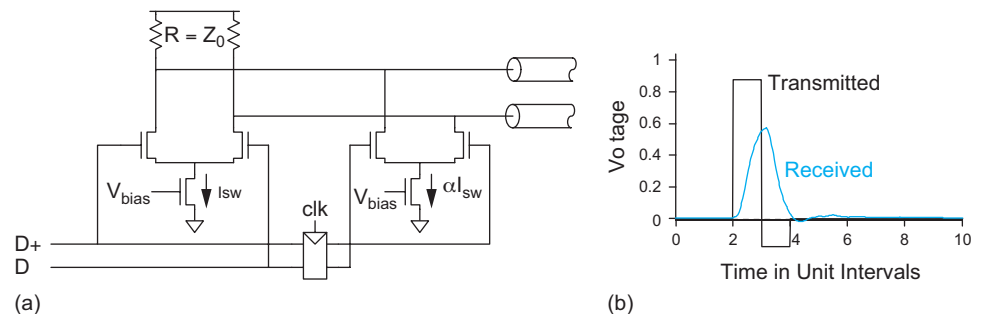 R = Z0
Vbias
Isw
Vbias
αIsw
clk
D+
D
(a)
Vo tage
1
0.8
0.6
0.4
0.2
0
0 2 4 6 8 10
Transmitted
Received
Time in Unit Intervals
(b)